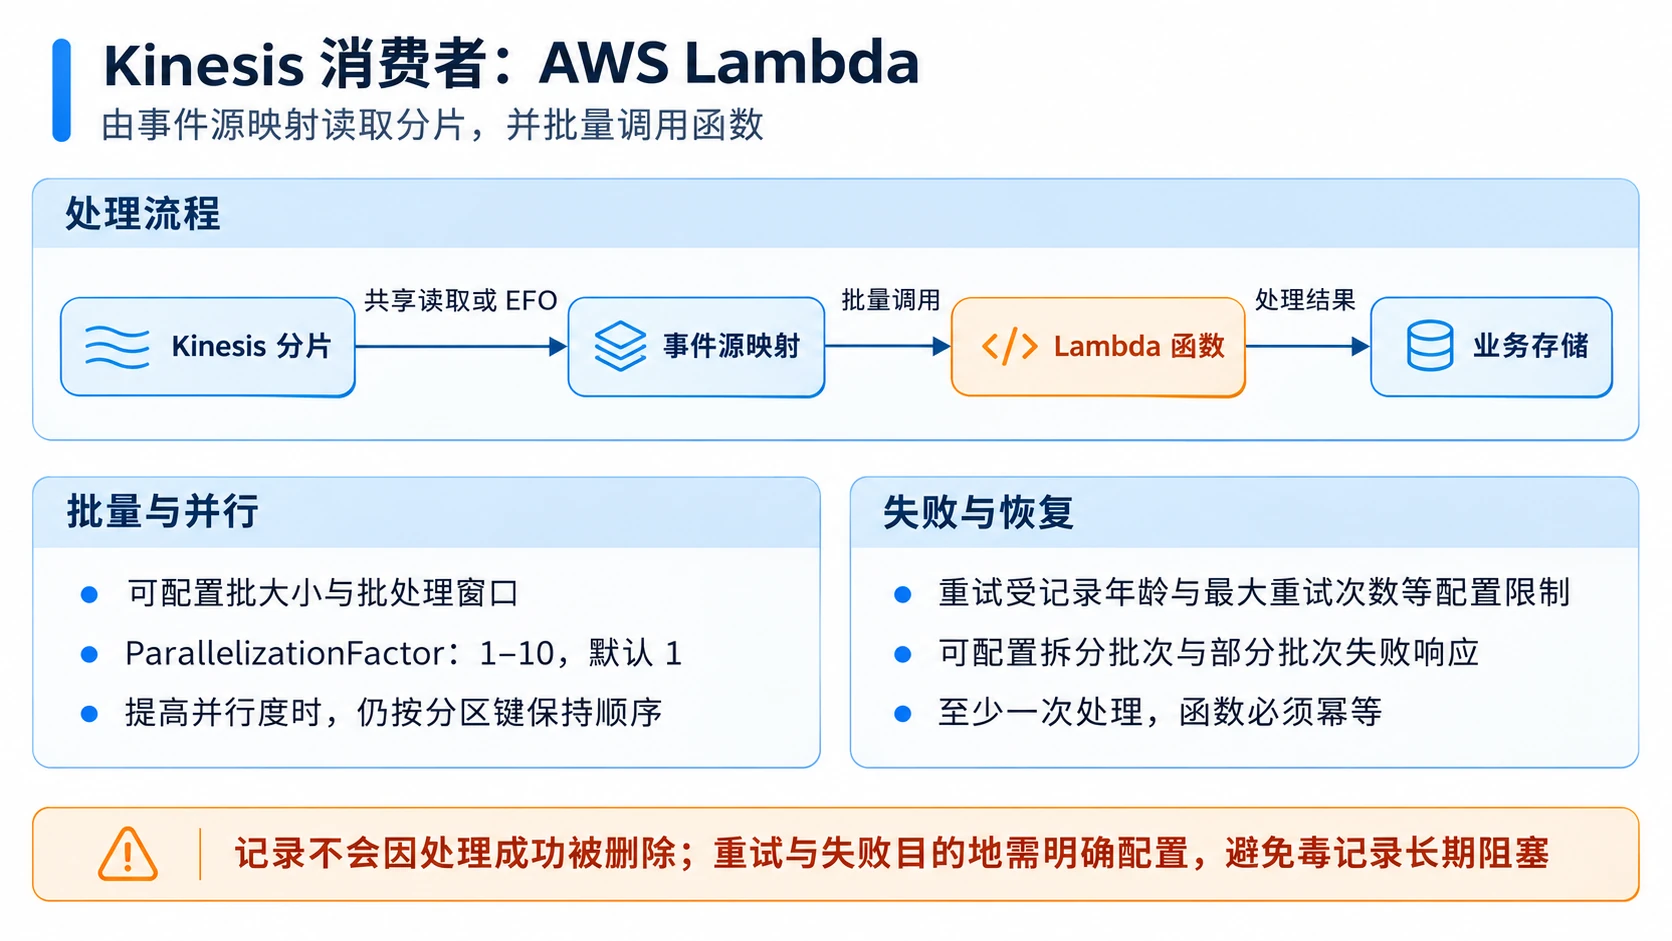 Kinesis 消费者：AWS Lambda
由事件源映射读取分片，并批量调用函数
处理流程
共享读取或 EFO
批量调用
处理结果
Kinesis 分片
事件源映射
</> Lambda 函数
业务存储
批量与并行
可配置批大小与批处理窗口
ParallelizationFactor：1–10，默认 1
提高并行度时，仍按分区键保持顺序
失败与恢复
重试受记录年龄与最大重试次数等配置限制
可配置拆分批次与部分批次失败响应
至少一次处理，函数必须幂等
记录不会因处理成功被删除；重试与失败目的地需明确配置，避免毒记录长期阻塞